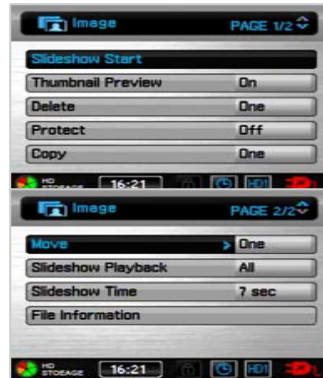 Image PAGE 1/2
Slideshow Start
Thumbnail Preview On
Delete One
Protect Off
Copy One
HD STOEAGE 16:21 HD1
Image PAGE 2/2
Move > One
Slideshow Playback All
Slideshow Time 7 sec
File Information
HD STOEAGE 16:21 HD1